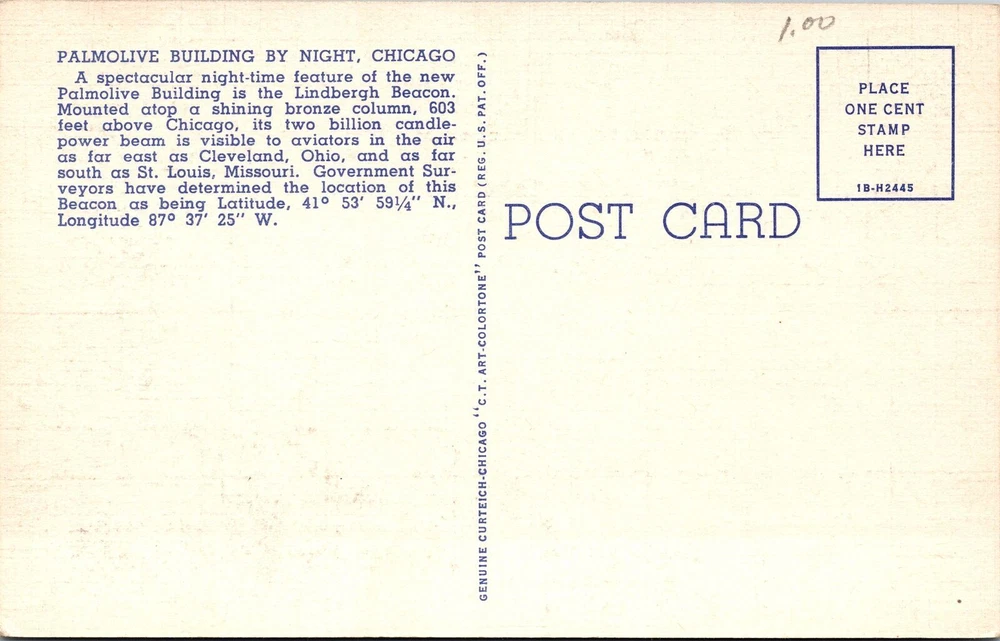 PALMOLIVE BUILDING BY NIGHT, CHICAGO
A spectacular night-time feature of the new
Palmolive Building is the Lindbergh Beacon.
Mounted atop a shining bronze column, 603
feet above Chicago, its two billion candle-
power beam is visible to aviators in the air
as far east as Cleveland, Ohio, and as far
south as St. Louis, Missouri. Government Sur-
veyors have determined the location of this
Beacon as being Latitude, 41º 53' 59¼" N.,
Longitude 87º 37' 25" W.
GENUINE CURTEICH-CHICAGO "C.T. ART-COLORTONE" POST CARD (REG. U.S. PAT. OFF.)
POST CARD
1.00
PLACE
ONE CENT
STAMP
HERE
1B-H2445